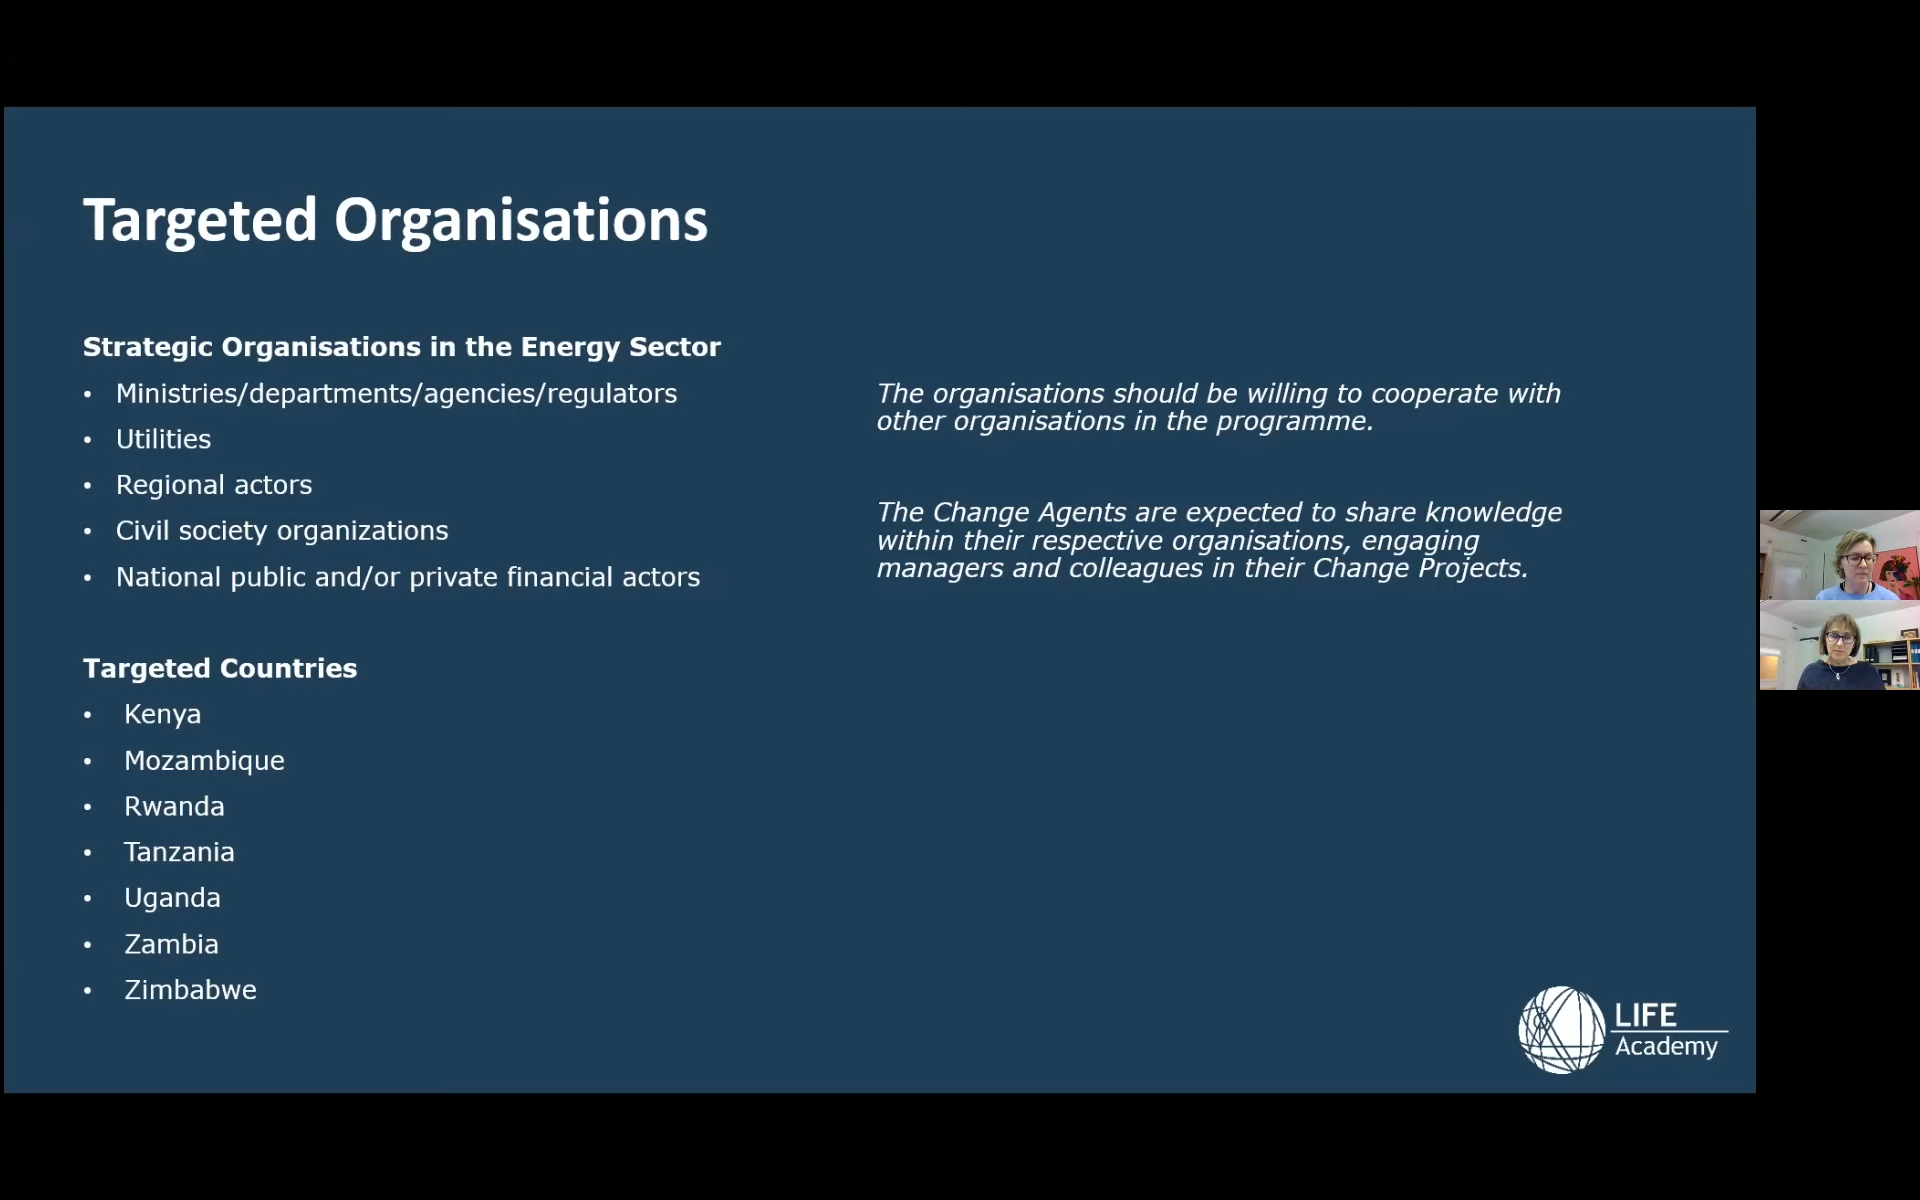 Targeted Organisations
Strategic Organisations in the Energy Sector
• Ministries/departments/agencies/regulators
• Utilities
• Regional actors
• Civil society organizations
• National public and/or private financial actors
Targeted Countries
• Kenya
• Mozambique
• Rwanda
• Tanzania
• Uganda
• Zambia
• Zimbabwe
The organisations should be willing to cooperate with
other organisations in the programme.
The Change Agents are expected to share knowledge
within their respective organisations, engaging
managers and colleagues in their Change Projects.
LIFE
Academy